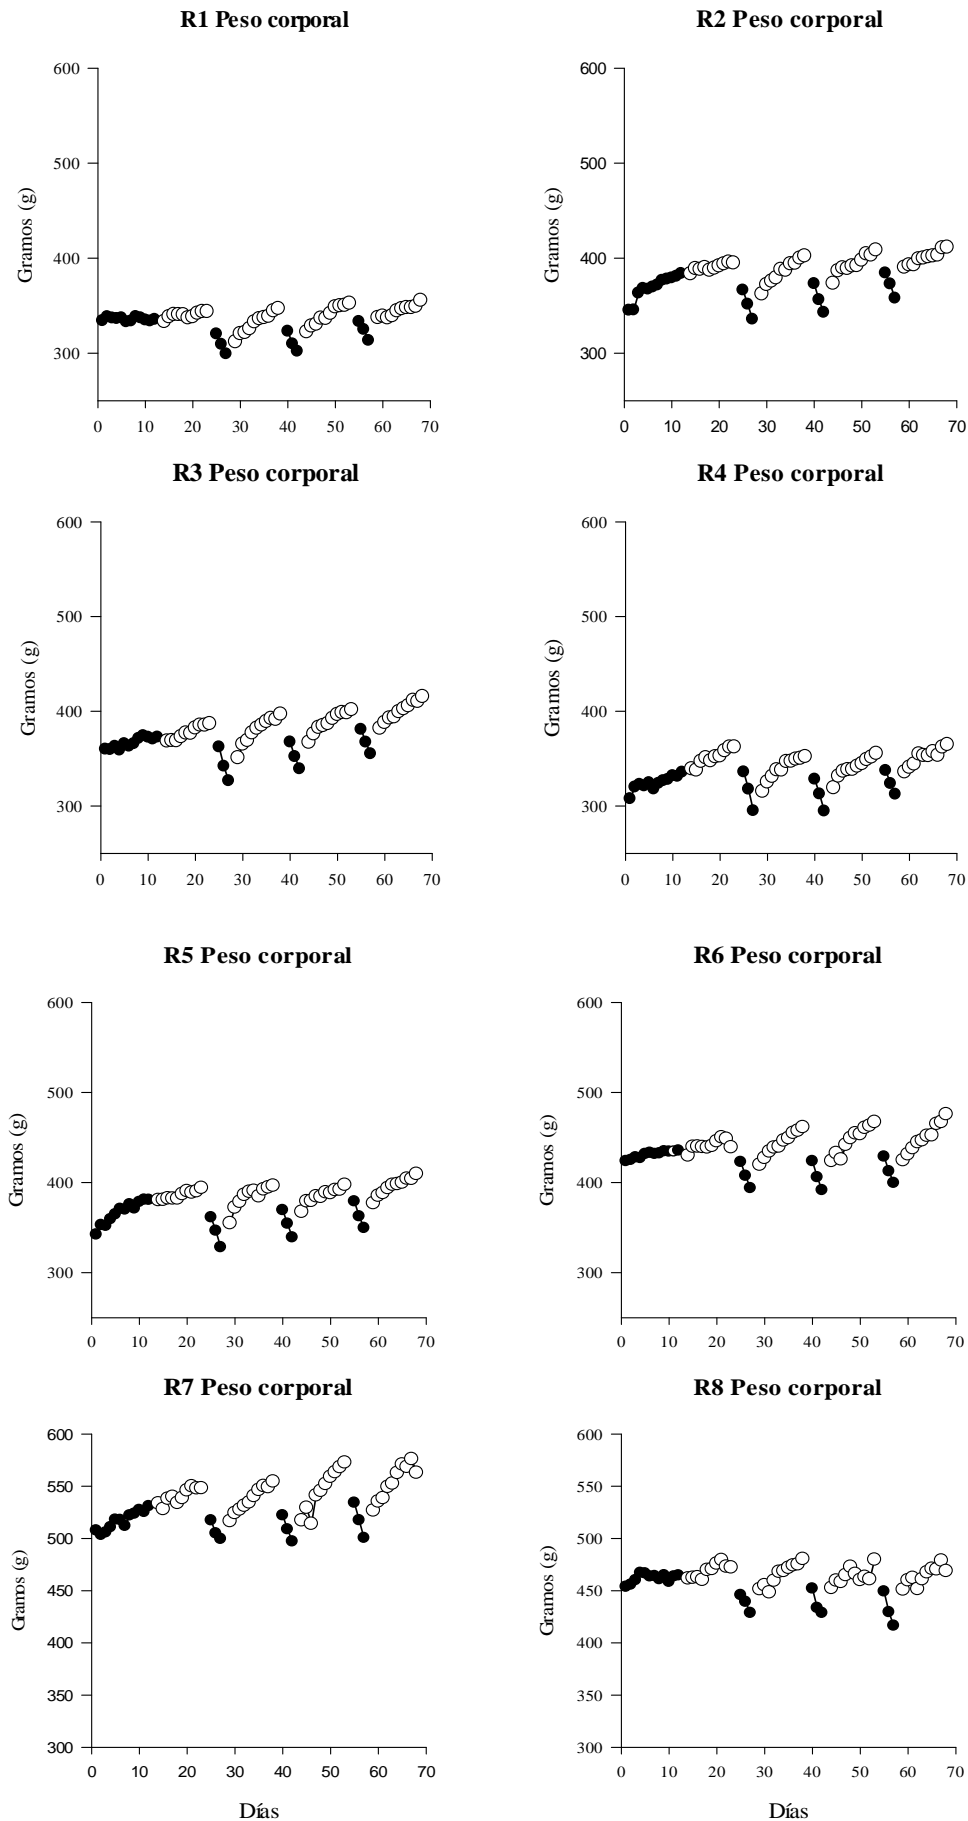 R1 Peso corporal
R2 Peso corporal
600
500
400
300
Gramos (g)
0 10 20 30 40 50 60 70
600
500
400
300
Gramos (g)
0 10 20 30 40 50 60 70
R3 Peso corporal
R4 Peso corporal
600
500
400
300
Gramos (g)
0 10 20 30 40 50 60 70
600
500
400
300
Gramos (g)
0 10 20 30 40 50 60 70
R5 Peso corporal
R6 Peso corporal
600
500
400
300
Gramos (g)
0 10 20 30 40 50 60 70
600
500
400
300
Gramos (g)
0 10 20 30 40 50 60 70
R7 Peso corporal
R8 Peso corporal
600
550
500
450
400
350
300
Gramos (g)
0 10 20 30 40 50 60 70
Días
600
550
500
450
400
350
300
Gramos (g)
0 10 20 30 40 50 60 70
Días